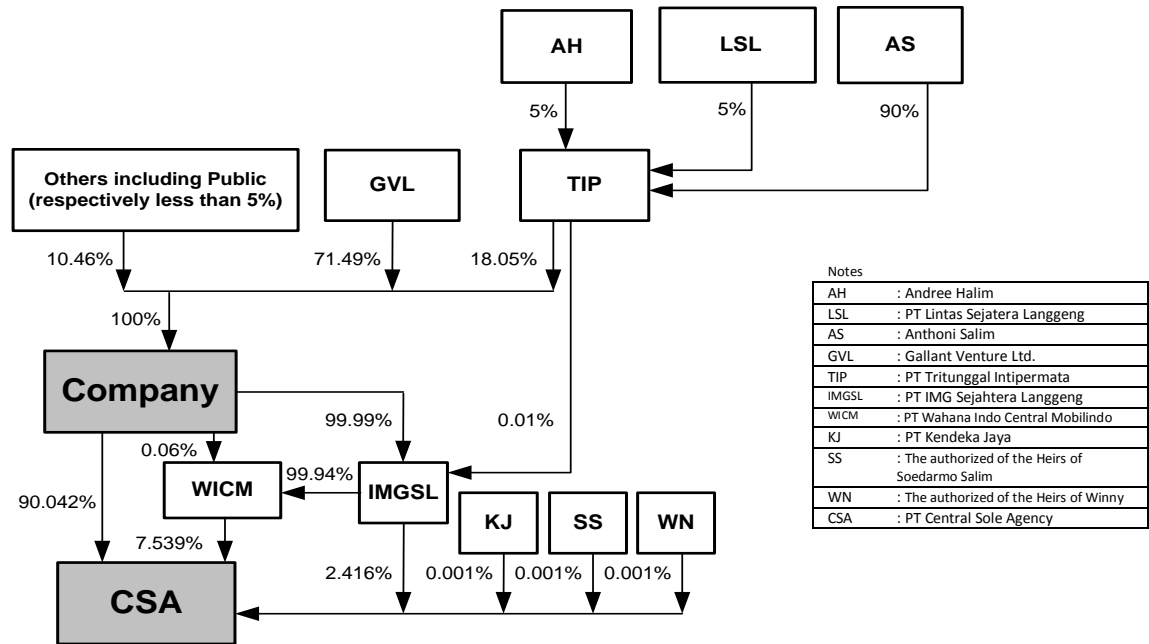 AH
LSL
AS
5%
5%
90%
Others including Public
(respectively less than 5%)
GVL
TIP
10.46%
71.49%
18.05%
100%
Company
99.99%
0.01%
0.06%
99.94%
90.042%
WICM
IMGSL
KJ
SS
WN
7.539%
2.416%
0.001%
0.001%
0.001%
CSA
Notes
AH : Andree Halim
LSL : PT Lintas Sejatera Langgeng
AS : Anthoni Salim
GVL : Gallant Venture Ltd.
TIP : PT Tritunggal Intipermata
IMGSL : PT IMG Sejahtera Langgeng
WICM : PT Wahana Indo Central Mobilindo
KJ : PT Kendeka Jaya
SS : The authorized of the Heirs of
Soedarmo Salim
WN : The authorized of the Heirs of Winny
CSA : PT Central Sole Agency